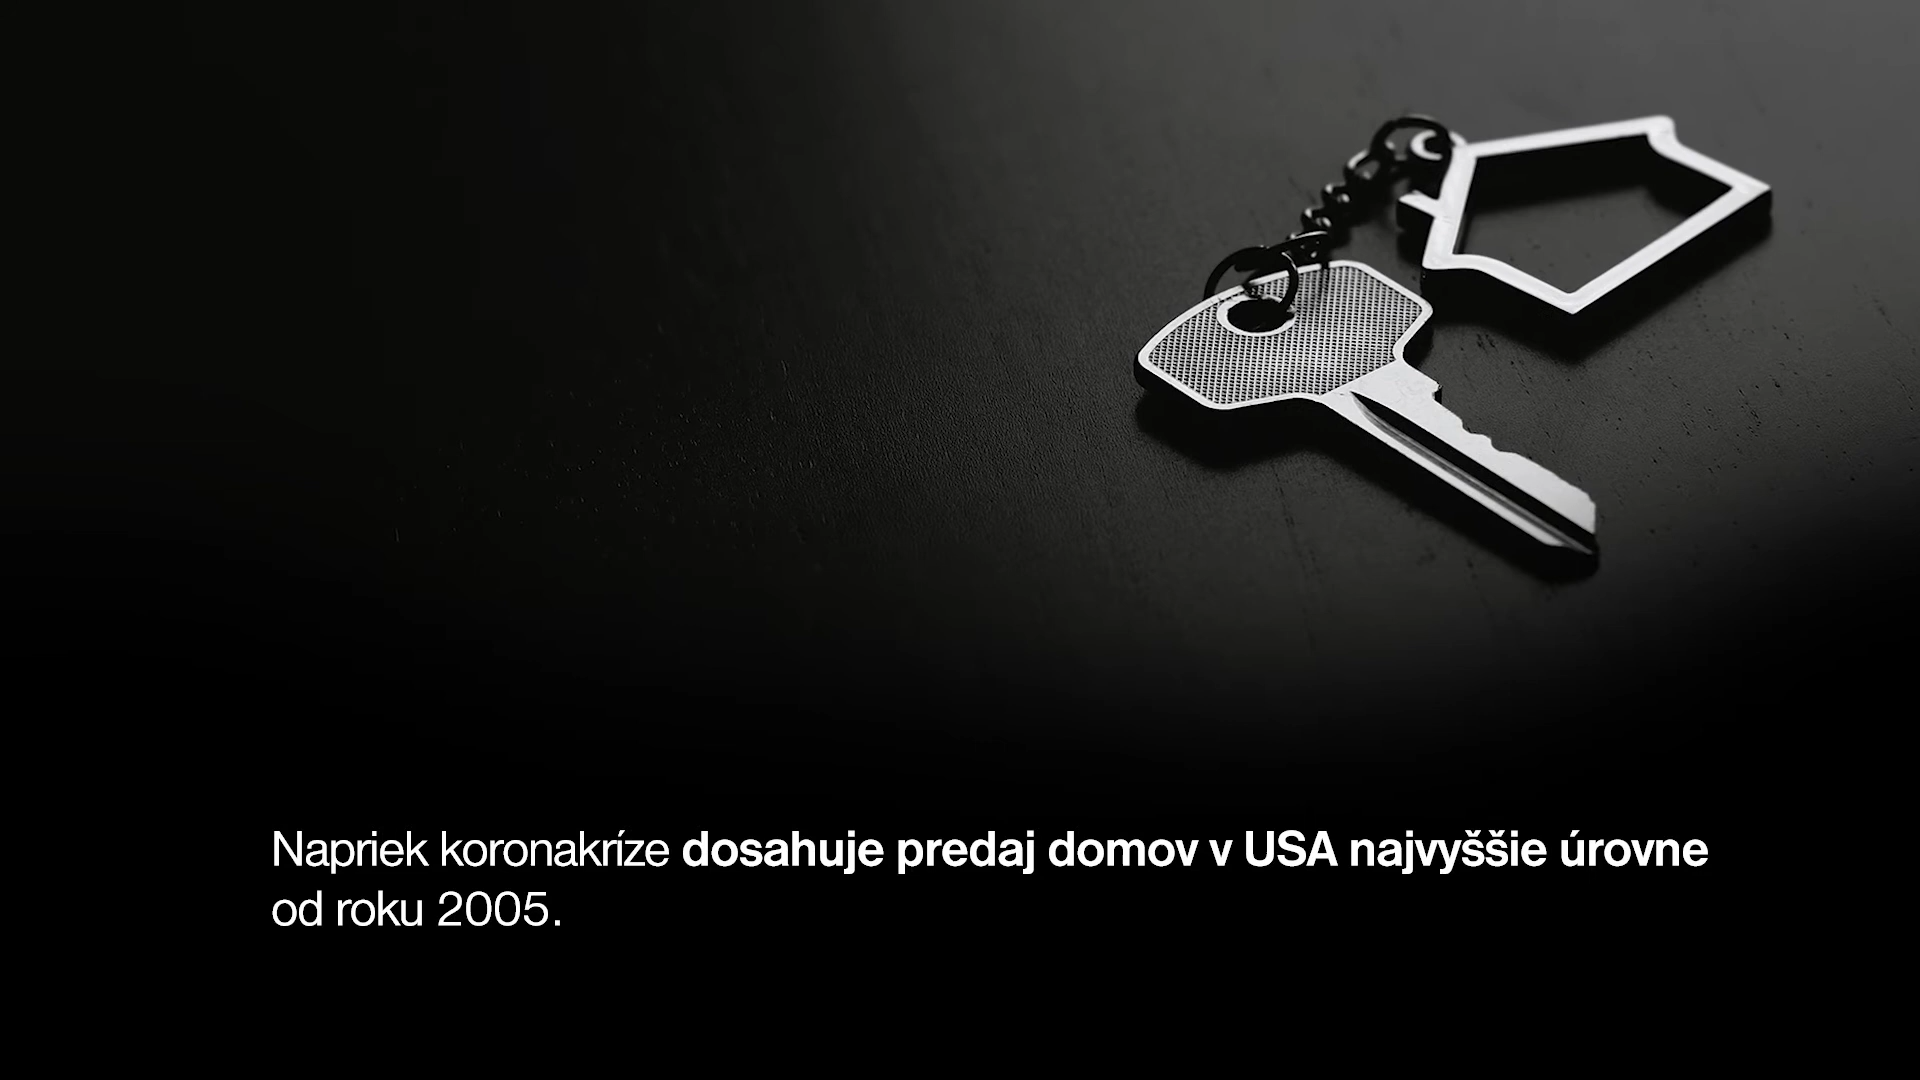 Napriek koronakríze dosahuje predaj domov v USA najvyššie úrovne
od roku 2005.